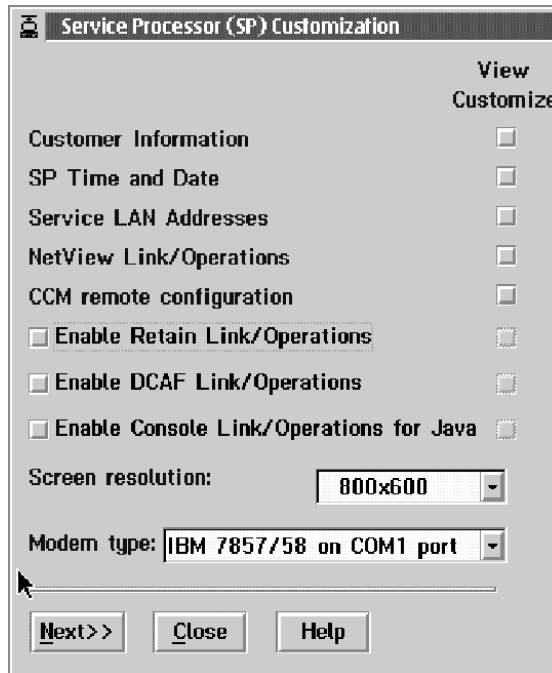 Service Processor (SP) Customization
View
Customize
Customer Information
SP Time and Date
Service LAN Addresses
NetView Link/Operations
CCM remote configuration
Enable Retain Link/Operations
Enable DCAF Link/Operations
Enable Console Link/Operations for Java
Screen resolution: 800x600
Modem type: IBM 7857/58 on COM1 port
Next>> Close Help